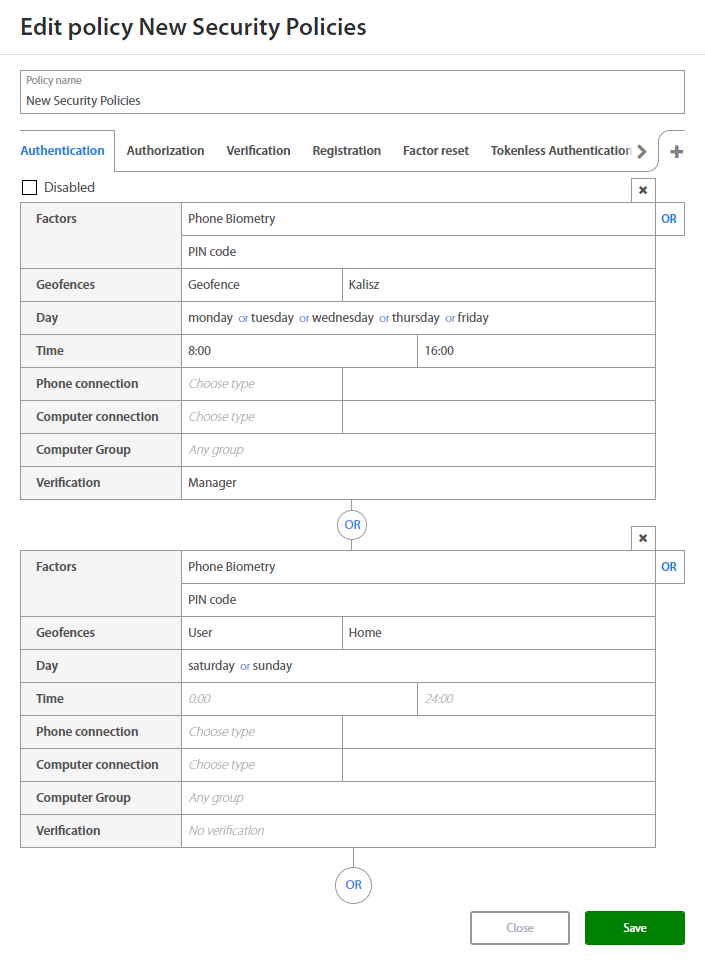 Edit policy New Security Policies
Policy name
New Security Policies
Authentication Authorization Verification Registration Factor reset Tokenless Authentication
Disabled
Factors Phone Biometry OR
PIN code
Geofences Geofence Kalisz
Day monday or tuesday or wednesday or thursday or friday
Time 8:00 16:00
Phone connection Choose type
Computer connection Choose type
Computer Group Any group
Verification Manager
OR
Factors Phone Biometry OR
PIN code
Geofences User Home
Day saturday or sunday
Time 0:00 24:00
Phone connection Choose type
Computer connection Choose type
Computer Group Any group
Verification No verification
OR
Close Save